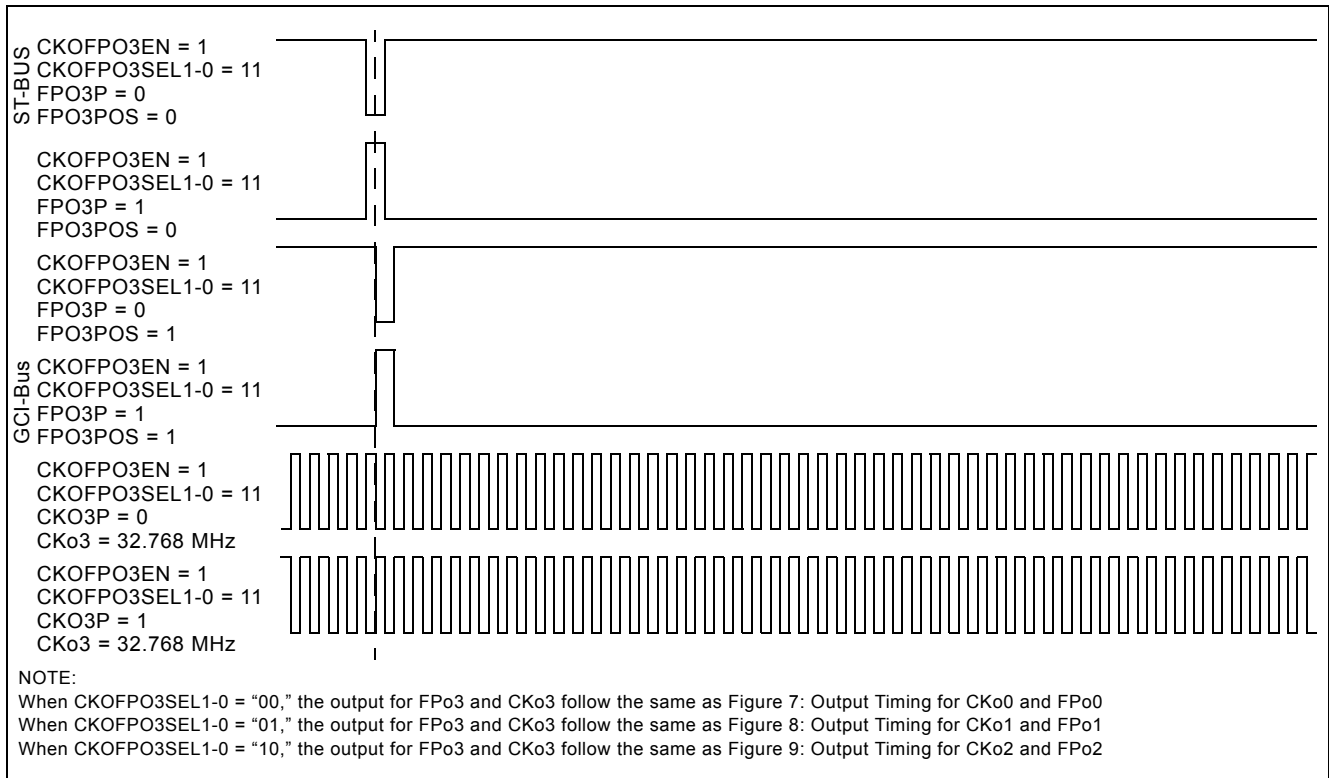 ST-BUS
CKOFPO3EN = 1
CKOFPO3SEL1-0 = 11
FPO3P = 0
FPO3POS = 0
CKOFPO3EN = 1
CKOFPO3SEL1-0 = 11
FPO3P = 1
FPO3POS = 0
CKOFPO3EN = 1
CKOFPO3SEL1-0 = 11
FPO3P = 0
FPO3POS = 1
GCI-Bus
CKOFPO3EN = 1
CKOFPO3SEL1-0 = 11
FPO3P = 1
FPO3POS = 1
CKOFPO3EN = 1
CKOFPO3SEL1-0 = 11
CKO3P = 0
CKo3 = 32.768 MHz
CKOFPO3EN = 1
CKOFPO3SEL1-0 = 11
CKO3P = 1
CKo3 = 32.768 MHz
NOTE:
When CKOFPO3SEL1-0 = “00,” the output for FPo3 and CKo3 follow the same as Figure 7: Output Timing for CKo0 and FPo0
When CKOFPO3SEL1-0 = “01,” the output for FPo3 and CKo3 follow the same as Figure 8: Output Timing for CKo1 and FPo1
When CKOFPO3SEL1-0 = “10,” the output for FPo3 and CKo3 follow the same as Figure 9: Output Timing for CKo2 and FPo2